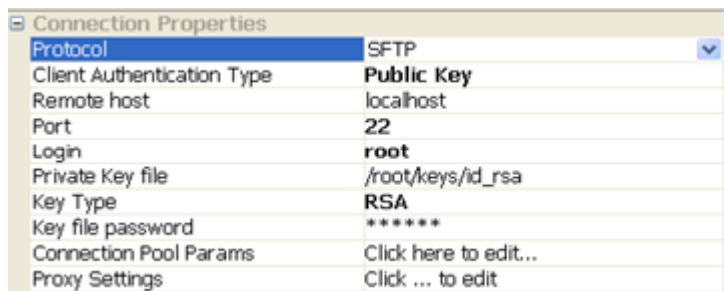 Connection Properties
Protocol SFTP
Client Authentication Type Public Key
Remote host localhost
Port 22
Login root
Private Key file /root/keys/id_rsa
Key Type RSA
Key file password ******
Connection Pool Params Click here to edit...
Proxy Settings Click ... to edit